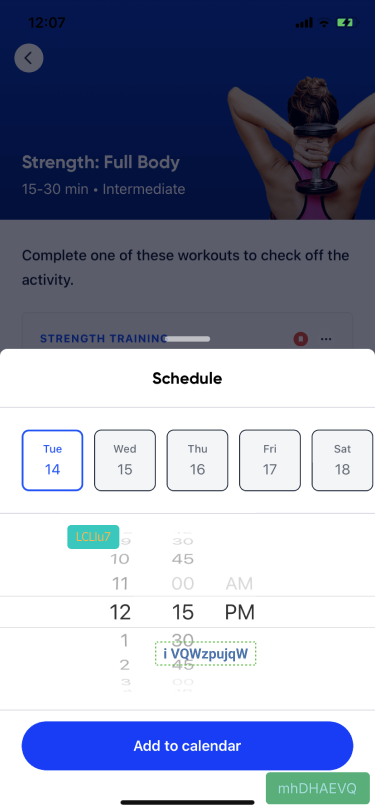 12:07
Strength: Full Body
15-30 min • Intermediate
Complete one of these workouts to check off the
activity.
STRENGTH TRAINING
Schedule
Tue
14
Wed
15
Thu
16
Fri
17
Sat
18
LCLlu7
9 30
10 45
11 00 AM
12 15 PM
1 30
i VQWzpujqW
2 45
3 00
Add to calendar
mhDHAEVQ